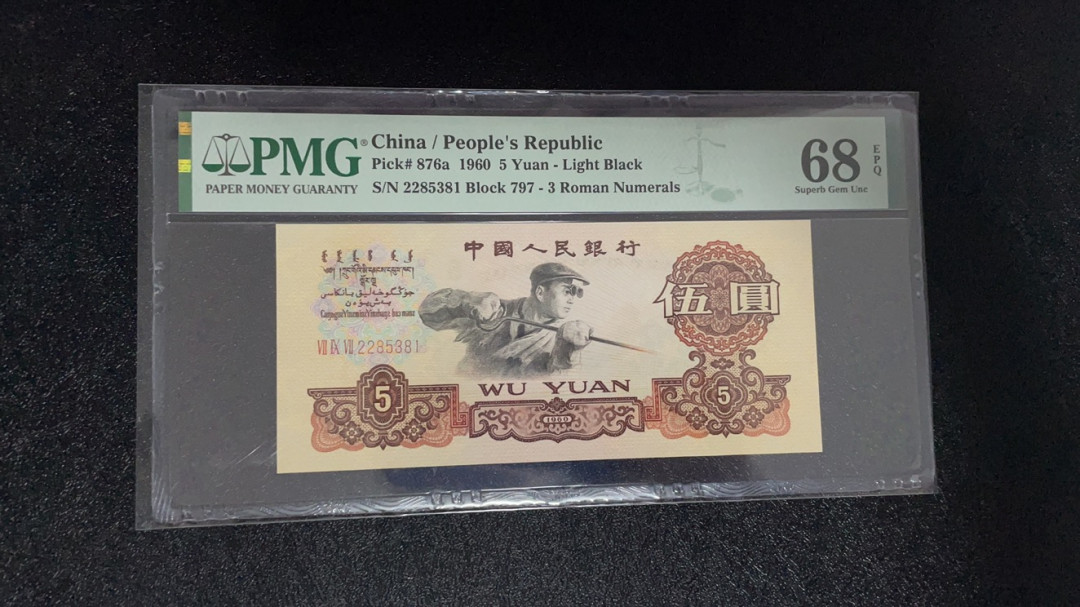 PMG®
PAPER MONEY GUARANTY
China / People's Republic
Pick# 876a 1960 5 Yuan - Light Black
S/N 2285381 Block 797 - 3 Roman Numerals
68
EPQ
Superb Gem Unc
中國人民銀行
伍圓
VII IX VII 2285381
WU YUAN
5
1960
5